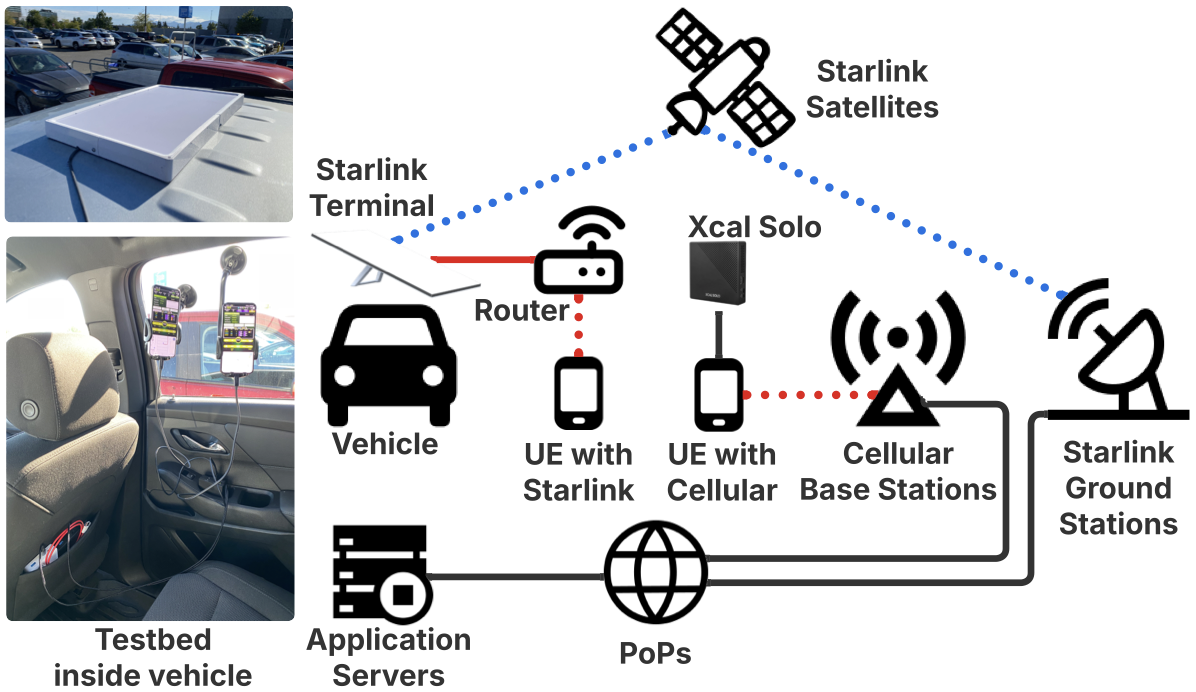 Starlink
Satellites
Starlink
Terminal
Xcal Solo
Router
Vehicle
UE with
Starlink
UE with
Cellular
Cellular
Base Stations
Starlink
Ground
Stations
Testbed
inside vehicle
Application
Servers
PoPs